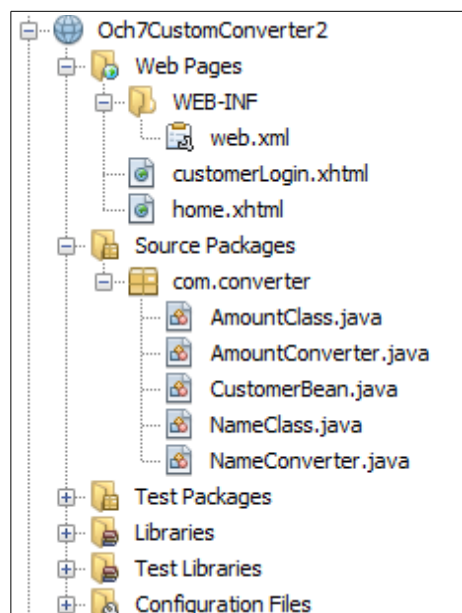 Och7CustomConverter2
Web Pages
WEB-INF
web.xml
customerLogin.xhtml
home.xhtml
Source Packages
com.converter
AmountClass.java
AmountConverter.java
CustomerBean.java
NameClass.java
NameConverter.java
Test Packages
Libraries
Test Libraries
Configuration Files